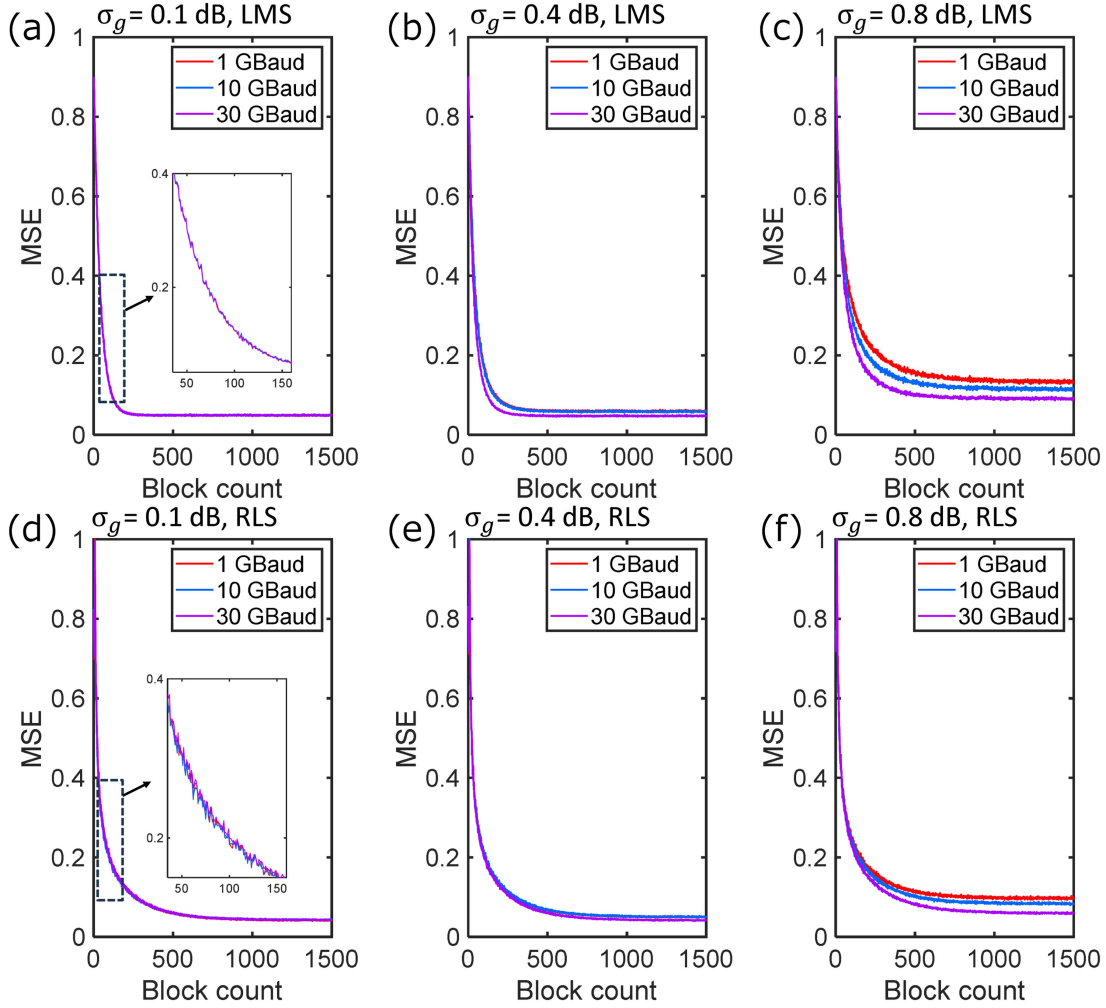 (a) σg = 0.1 dB, LMS
1
0.8
0.6
0.4
0.2
0
MSE
1 GBaud
10 GBaud
30 GBaud
0.4
0.2
50 100 150
0 500 1000 1500
Block count
(b) σg = 0.4 dB, LMS
1
0.8
0.6
0.4
0.2
0
MSE
1 GBaud
10 GBaud
30 GBaud
0 500 1000 1500
Block count
(c) σg = 0.8 dB, LMS
1
0.8
0.6
0.4
0.2
0
MSE
1 GBaud
10 GBaud
30 GBaud
0 500 1000 1500
Block count
(d) σg = 0.1 dB, RLS
1
0.8
0.6
0.4
0.2
0
MSE
1 GBaud
10 GBaud
30 GBaud
0.4
0.2
50 100 150
0 500 1000 1500
Block count
(e) σg = 0.4 dB, RLS
1
0.8
0.6
0.4
0.2
0
MSE
1 GBaud
10 GBaud
30 GBaud
0 500 1000 1500
Block count
(f) σg = 0.8 dB, RLS
1
0.8
0.6
0.4
0.2
0
MSE
1 GBaud
10 GBaud
30 GBaud
0 500 1000 1500
Block count